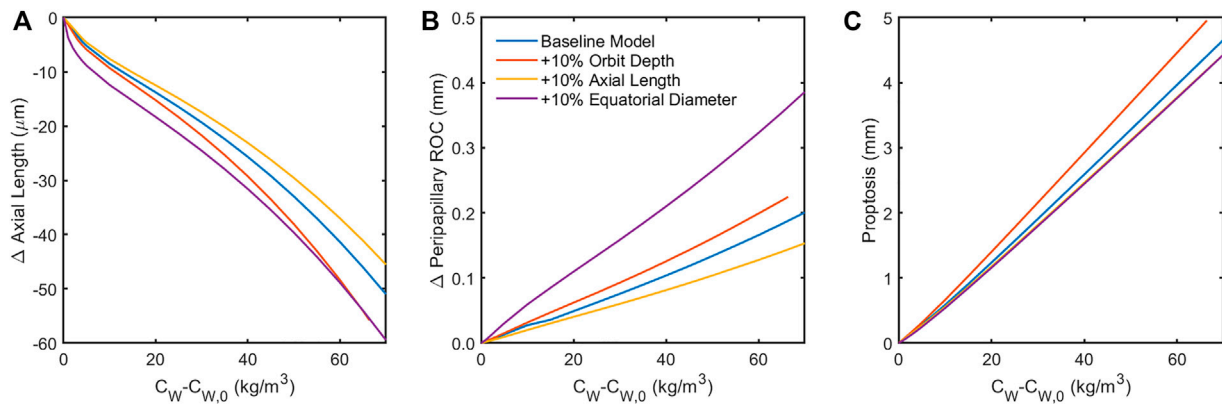 A
0
-10
-20
-30
-40
-50
-60
Δ Axial Length (μm)
0
20
40
60
C_W-C_W,0 (kg/m³)
B
0.5
0.4
0.3
0.2
0.1
0.0
Δ Peripapillary ROC (mm)
Baseline Model
+10% Orbit Depth
+10% Axial Length
+10% Equatorial Diameter
0
20
40
60
C_W-C_W,0 (kg/m³)
C
5
4
3
2
1
0
Proptosis (mm)
0
20
40
60
C_W-C_W,0 (kg/m³)